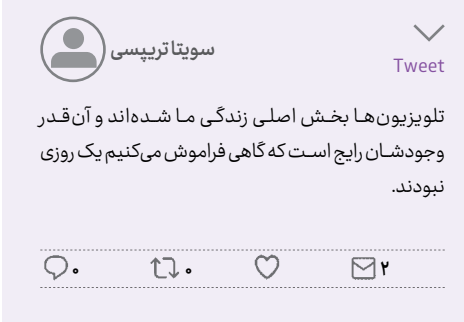 سویتا تریپسی
Tweet
تلویزیون‌ها بخش اصلی زندگی ما شده‌اند و آن‌قدر
وجودشان رایج است که گاهی فراموش می‌کنیم یک روزی
نبودند.
۰ ۰ ۲